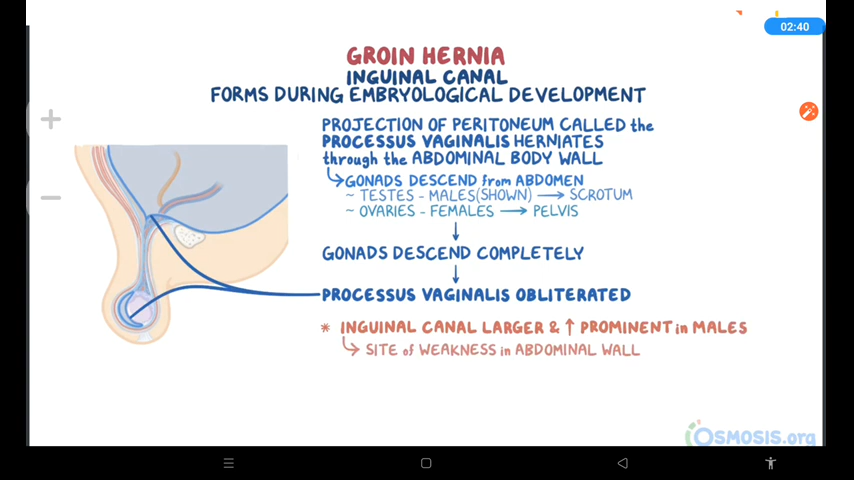 02:40
GROIN HERNIA
INGUINAL CANAL
FORMS DURING EMBRYOLOGICAL DEVELOPMENT
PROJECTION OF PERITONEUM CALLED the
PROCESSUS VAGINALIS HERNIATES
through the ABDOMINAL BODY WALL
GONADS DESCEND from ABDOMEN
~ TESTES - MALES (SHOWN) → SCROTUM
~ OVARIES - FEMALES → PELVIS
GONADS DESCEND COMPLETELY
PROCESSUS VAGINALIS OBLITERATED
* INGUINAL CANAL LARGER & ↑ PROMINENT in MALES
SITE of WEAKNESS in ABDOMINAL WALL
OSMOSIS.org